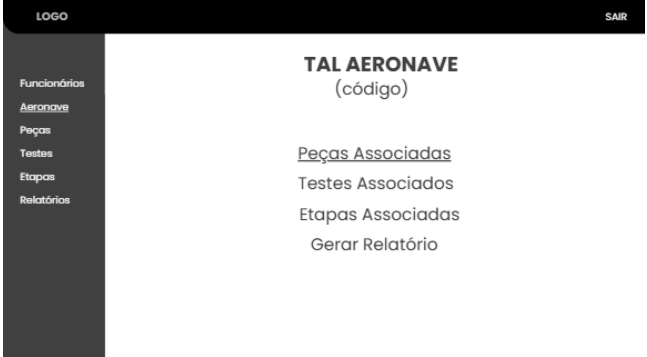 LOGO
SAIR
Funcionários
Aeronave
Peças
Testes
Etapas
Relatórios
TAL AERONAVE
(código)
Peças Associadas
Testes Associados
Etapas Associadas
Gerar Relatório